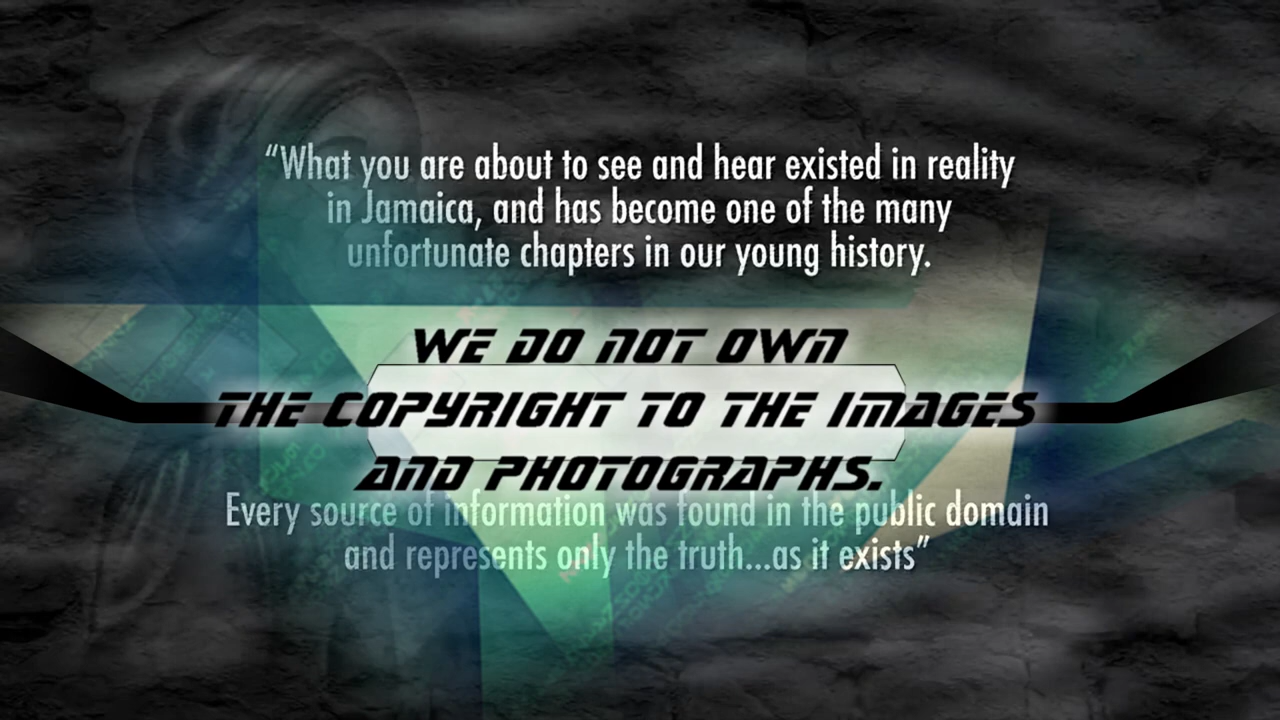 “What you are about to see and hear existed in reality
in Jamaica, and has become one of the many
unfortunate chapters in our young history.
WE DO NOT OWN
THE COPYRIGHT TO THE IMAGES
AND PHOTOGRAPHS.
Every source of information was found in the public domain
and represents only the truth...as it exists”